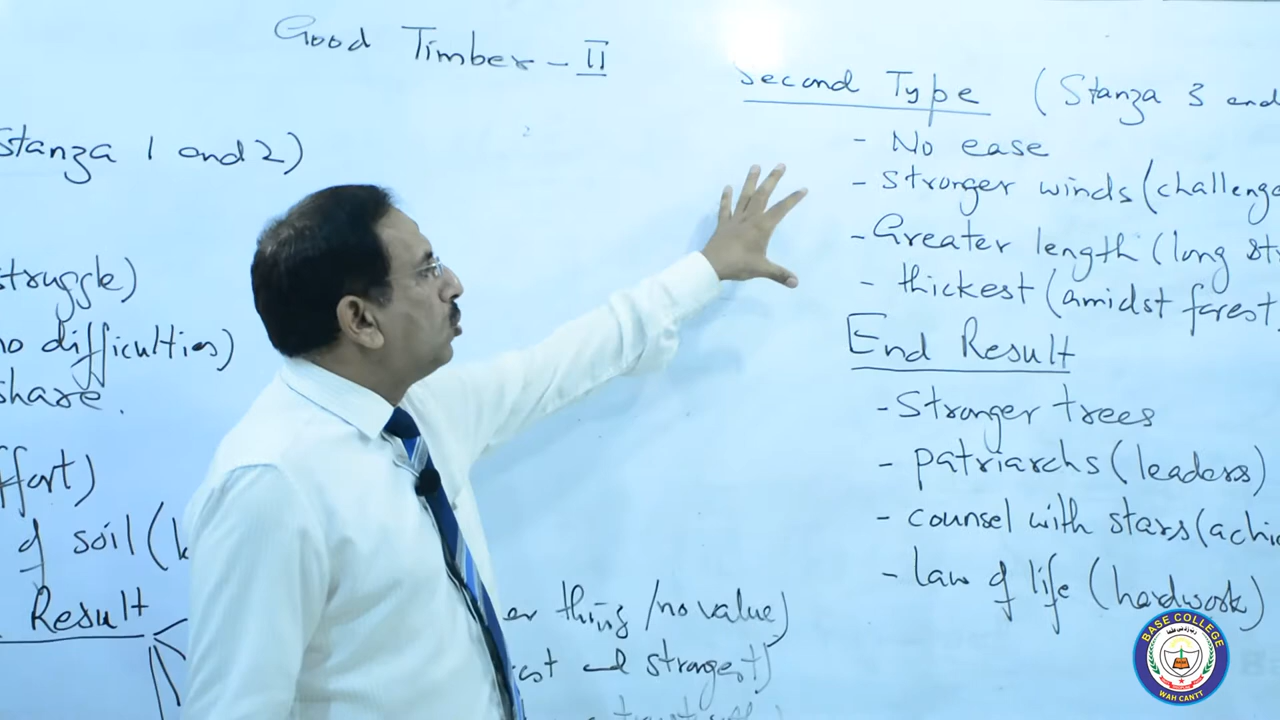 Good Timber - II
Stanza 1 and 2)
struggle)
no difficulties)
share.
ffort)
of soil (
Result
er thing / no value)
est and strongest)
Second Type (Stanza 3 and
- No ease
- Stronger winds (challenge
- Greater length (long st
- thickest (amidst forest
End Result
- Stronger trees
- patriarchs (leaders)
- counsel with stars (achie
- law of life (hardwork)
BASE COLLEGE
WAH CANTT